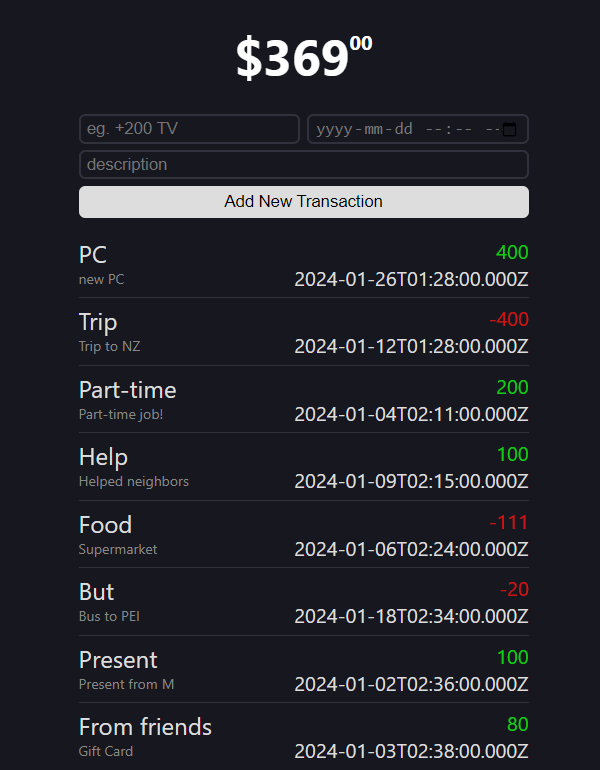 $369 00
eg. +200 TV yyyy-mm-dd --:-- --
description
Add New Transaction
PC 400
new PC 2024-01-26T01:28:00.000Z
Trip -400
Trip to NZ 2024-01-12T01:28:00.000Z
Part-time 200
Part-time job! 2024-01-04T02:11:00.000Z
Help 100
Helped neighbors 2024-01-09T02:15:00.000Z
Food -111
Supermarket 2024-01-06T02:24:00.000Z
But -20
Bus to PEI 2024-01-18T02:34:00.000Z
Present 100
Present from M 2024-01-02T02:36:00.000Z
From friends 80
Gift Card 2024-01-03T02:38:00.000Z